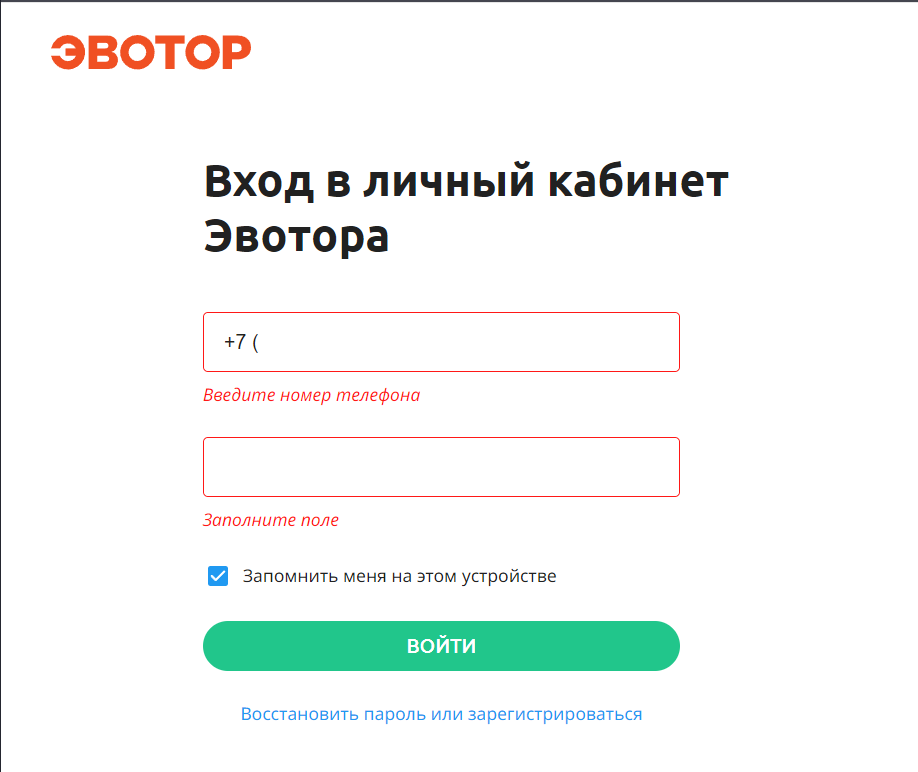 ЭВОТОР
Вход в личный кабинет
Эвотора
+7 (
Введите номер телефона
Заполните поле
Запомнить меня на этом устройстве
ВОЙТИ
Восстановить пароль или зарегистрироваться